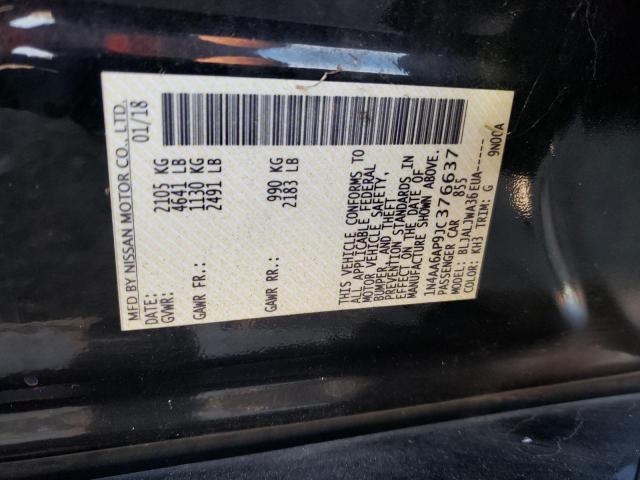 MFD BY NISSAN MOTOR CO., LTD.
DATE: 01/18
GVWR: 2105 KG
4641 LB
GAWR FR.: 1130 KG
2491 LB
GAWR RR.: 990 KG
2183 LB
THIS VEHICLE CONFORMS TO
ALL APPLICABLE FEDERAL
MOTOR VEHICLE SAFETY,
BUMPER, AND THEFT
PREVENTION STANDARDS IN
EFFECT ON THE DATE OF
MANUFACTURE SHOWN ABOVE.
1N4AA6AP9JC376637
PASSENGER CAR 855
MODEL: BLJALJWA36EUA-----
COLOR: KH3 TRIM: G 9N0CA